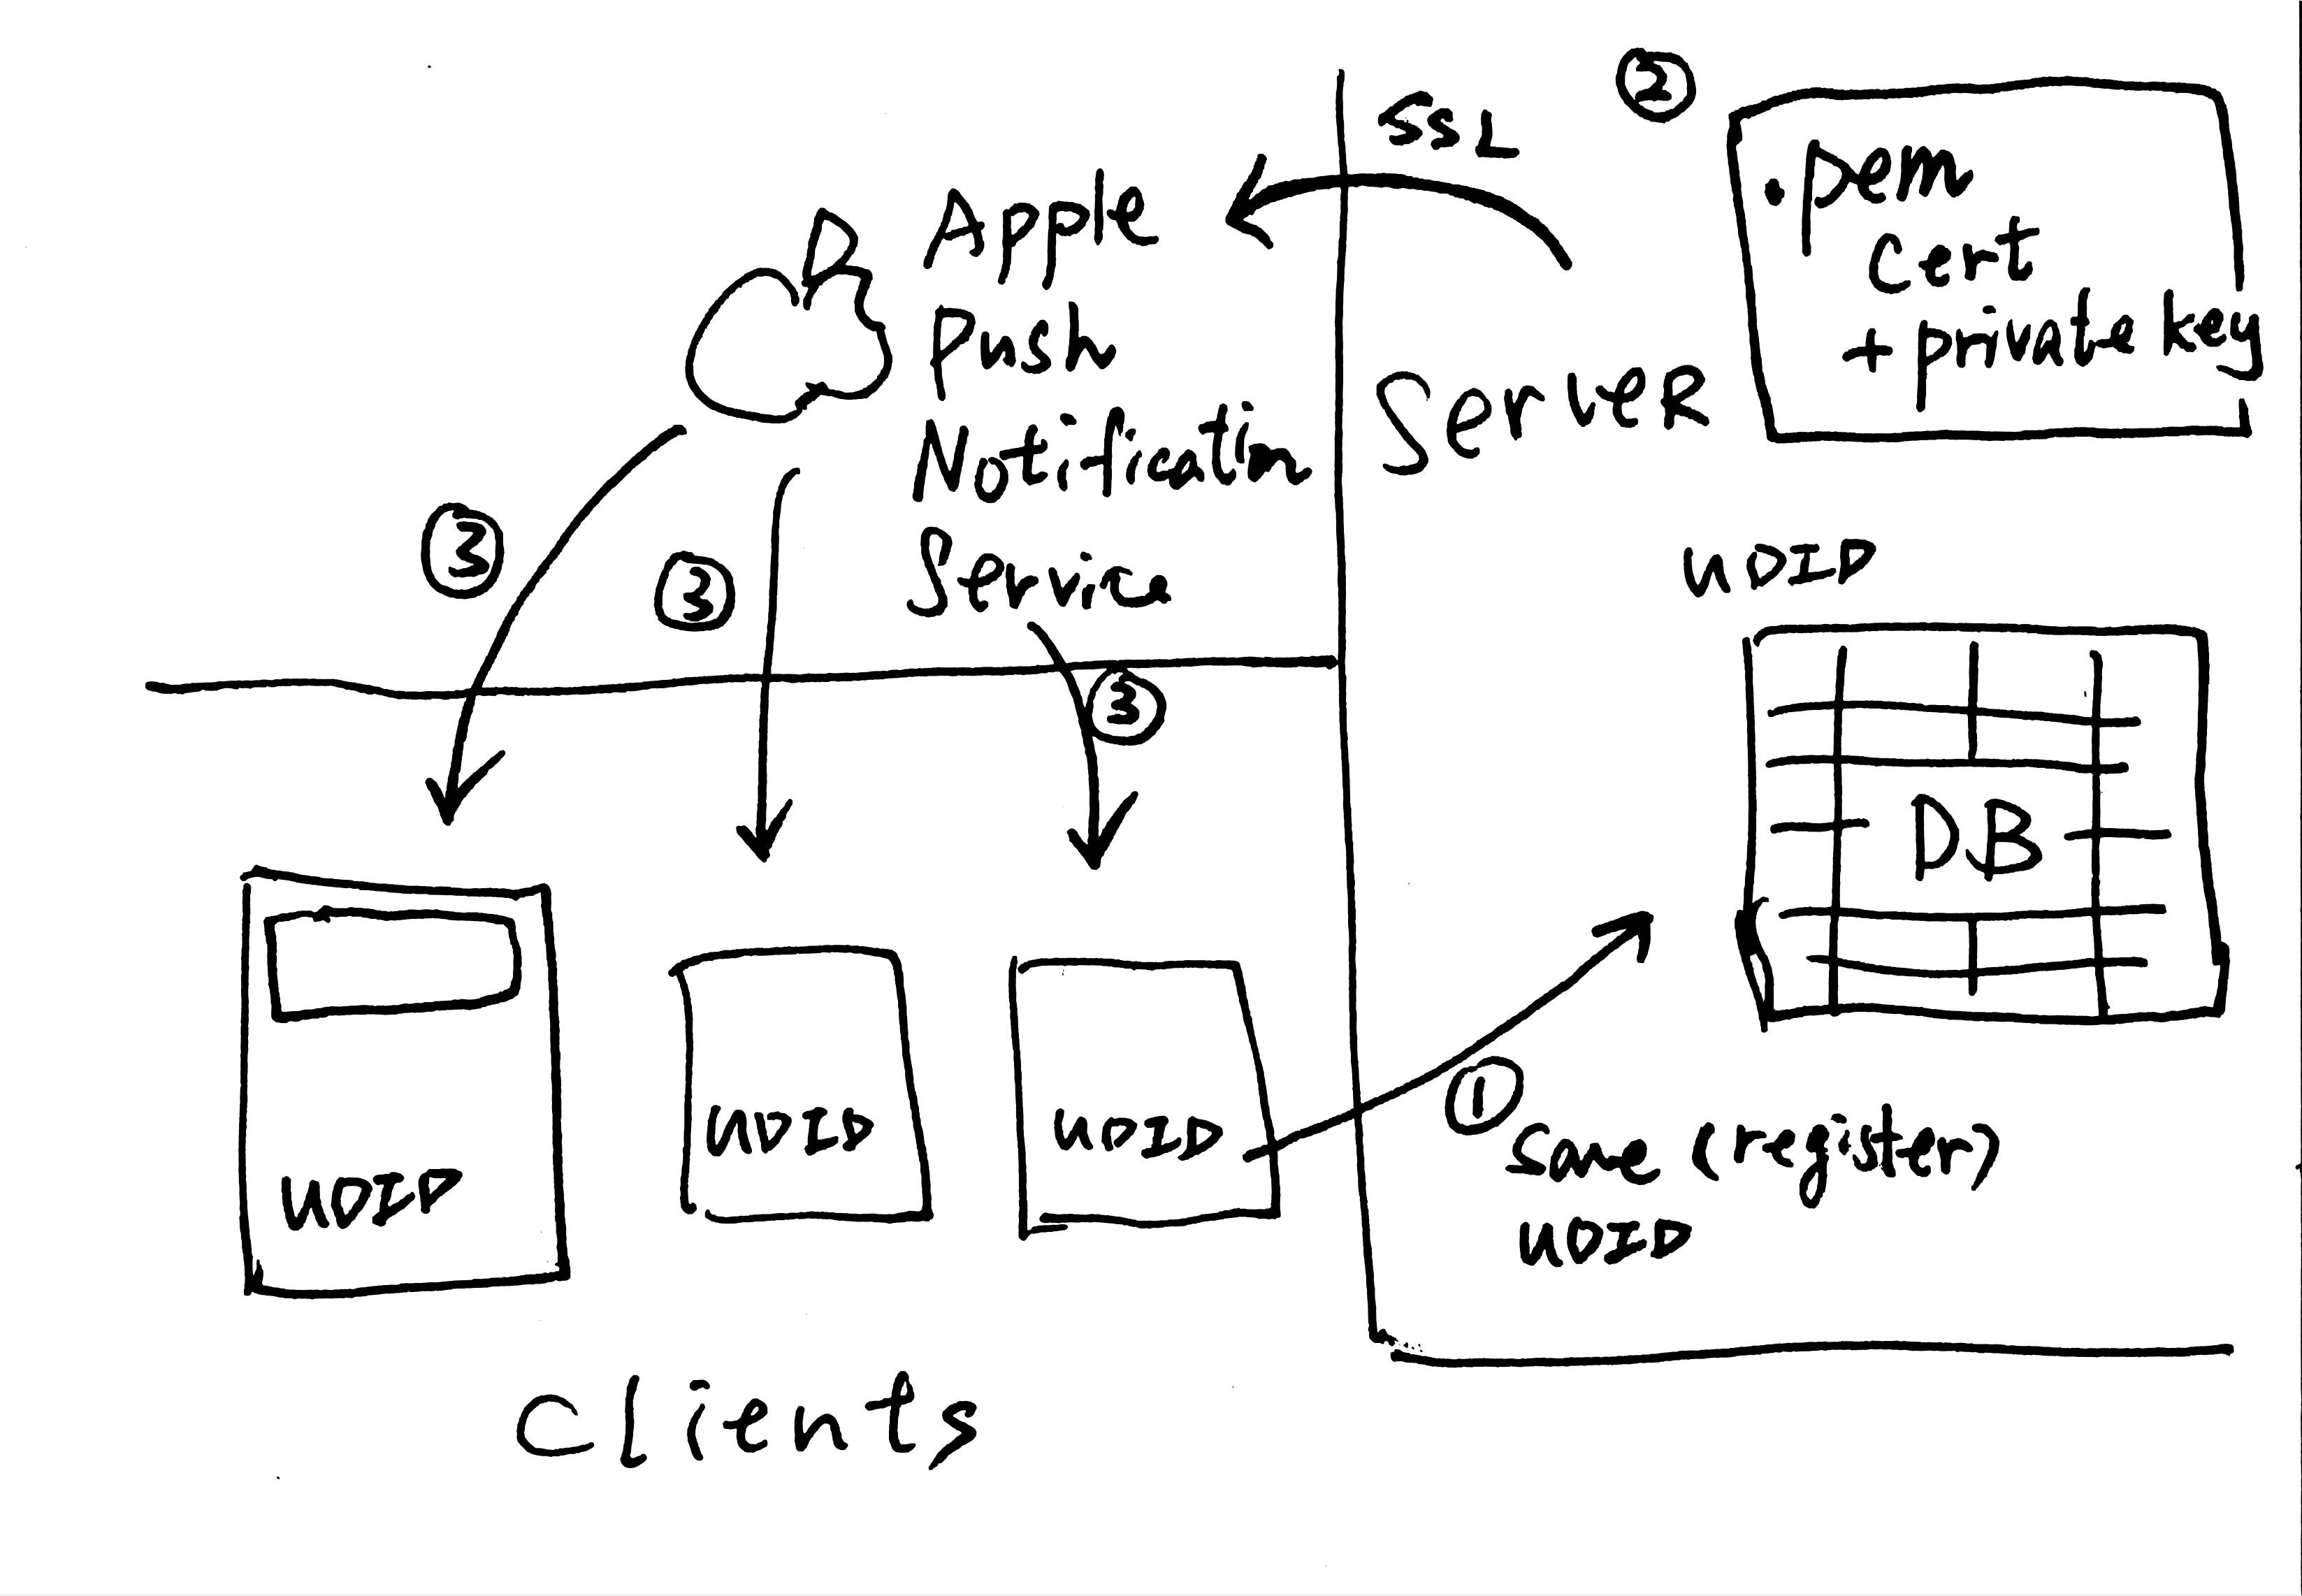 SSL
②
.pem
Cert
+ private key
Apple
Push
Notification
Service
SERVER
③
③
③
UDID
DB
UDID
UDID
UDID
①
Save (register)
UDID
Clients